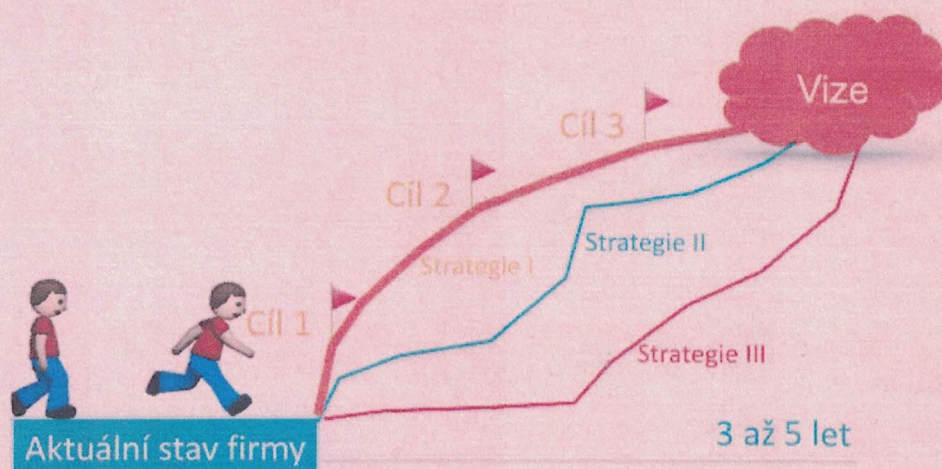 Vize
Cíl 3
Cíl 2
Strategie II
Strategie I
Cíl 1
Strategie III
3 až 5 let
Aktuální stav firmy